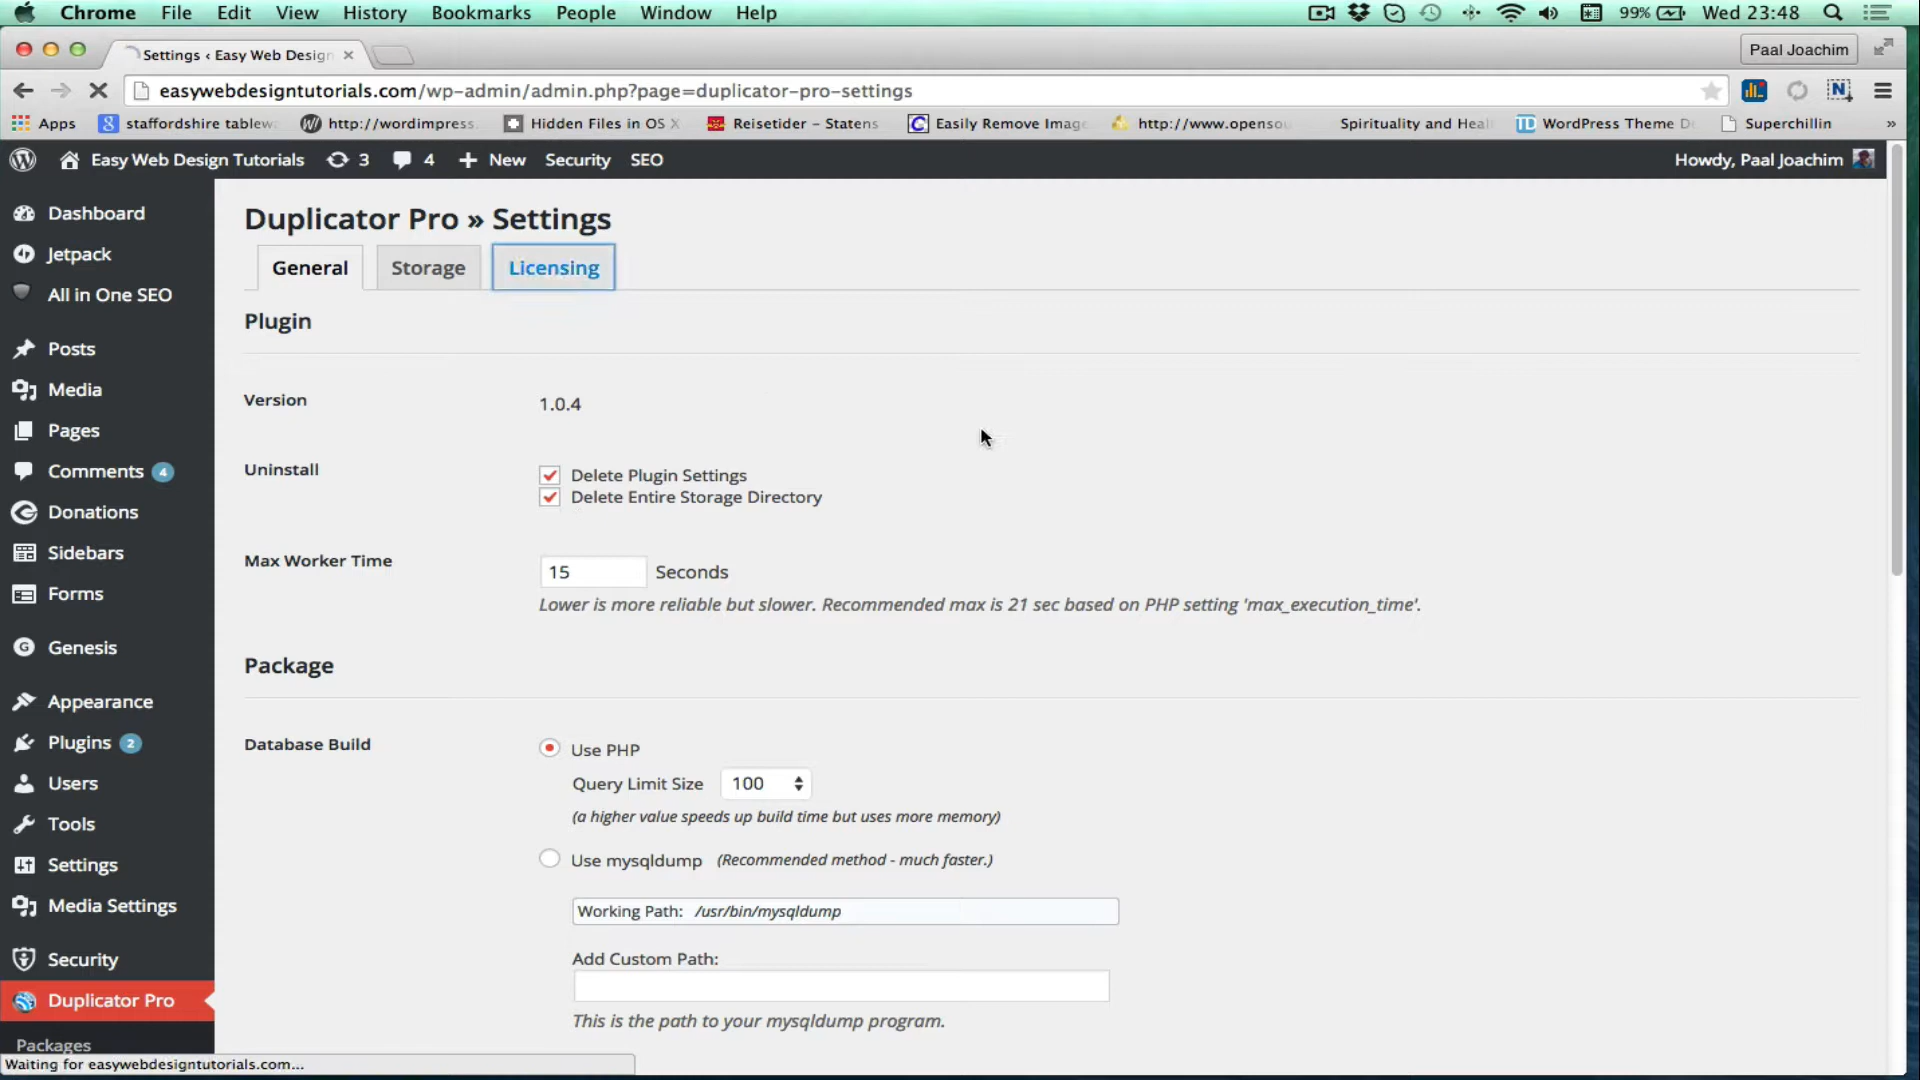 Chrome File Edit View History Bookmarks People Window Help 99% Wed 23:48
Settings ‹ Easy Web Design Paal Joachim
easywebdesigntutorials.com/wp-admin/admin.php?page=duplicator-pro-settings
Apps staffordshire tablew http://wordimpress. Hidden Files in OS X Reisetider – Statens Easily Remove Image http://www.openso Spirituality and Heal WordPress Theme D Superchillin »
Easy Web Design Tutorials 3 4 New Security SEO Howdy, Paal Joachim
Dashboard
Jetpack
All in One SEO
Posts
Media
Pages
Comments 4
Donations
Sidebars
Forms
Genesis
Appearance
Plugins 2
Users
Tools
Settings
Media Settings
Security
Duplicator Pro
Packages
Duplicator Pro » Settings
General Storage Licensing
Plugin
Version 1.0.4
Uninstall Delete Plugin Settings
Delete Entire Storage Directory
Max Worker Time 15 Seconds
Lower is more reliable but slower. Recommended max is 21 sec based on PHP setting 'max_execution_time'.
Package
Database Build Use PHP
Query Limit Size 100
(a higher value speeds up build time but uses more memory)
Use mysqldump (Recommended method - much faster.)
Working Path: /usr/bin/mysqldump
Add Custom Path:
This is the path to your mysqldump program.
Waiting for easywebdesigntutorials.com...